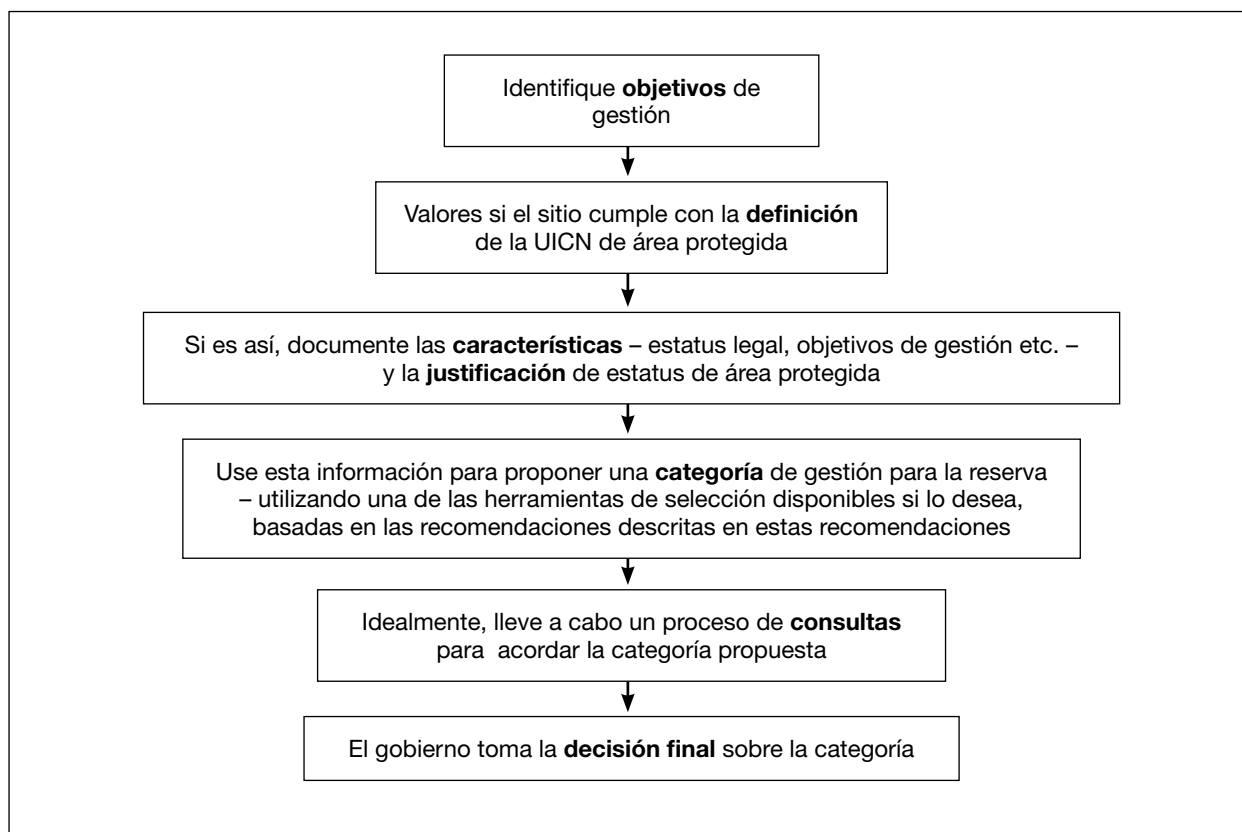 Identifique objetivos de
gestión
Valores si el sitio cumple con la definición
de la UICN de área protegida
Si es así, documente las características – estatus legal, objetivos de gestión etc. –
y la justificación de estatus de área protegida
Use esta información para proponer una categoría de gestión para la reserva
– utilizando una de las herramientas de selección disponibles si lo desea,
basadas en las recomendaciones descritas en estas recomendaciones
Idealmente, lleve a cabo un proceso de consultas
para acordar la categoría propuesta
El gobierno toma la decisión final sobre la categoría